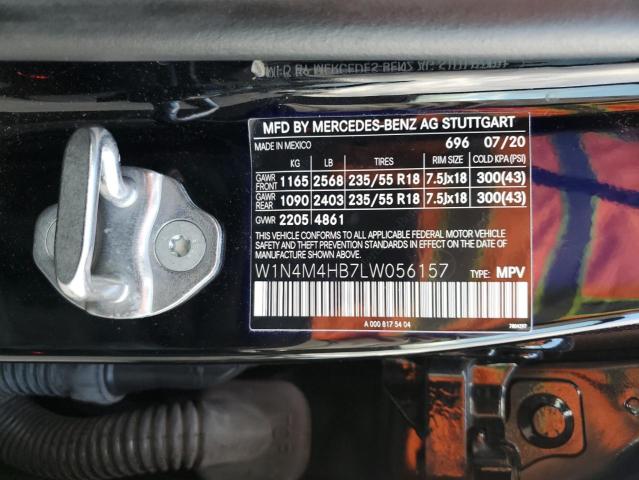 MFD BY MERCEDES-BENZ AG STUTTGART
MADE IN MEXICO 696 07/20
KG LB TIRES RIM SIZE COLD KPA(PSI)
GAWR FRONT 1165 2568 235/55 R18 7.5Jx18 300(43)
GAWR REAR 1090 2403 235/55 R18 7.5Jx18 300(43)
GVWR 2205 4861
THIS VEHICLE CONFORMS TO ALL APPLICABLE FEDERAL MOTOR VEHICLE
SAFETY AND THEFT PREVENTION STANDARDS IN EFFECT ON THE DATE
OF MANUFACTURE SHOWN ABOVE.
W1N4M4HB7LW056157 TYPE: MPV
A 000 817 54 04